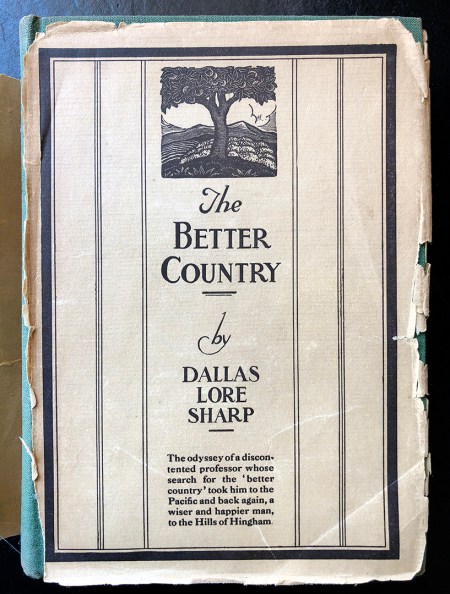 The
BETTER
COUNTRY
by
DALLAS
LORE
SHARP
The odyssey of a discon-
tented professor whose
search for the 'better
country' took him to the
Pacific and back again, a
wiser and happier man,
to the Hills of Hingham.